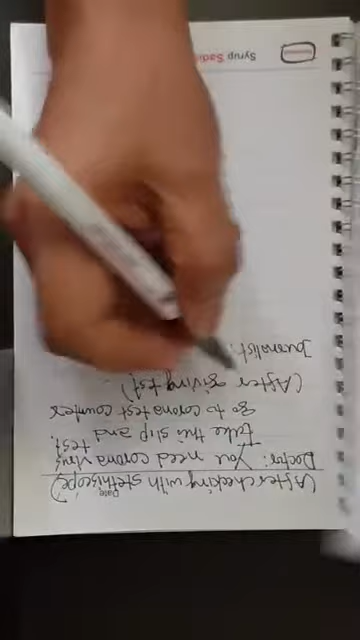 Date
(After checking with stethiscope)
Doctor: You need corona virus
test.
Take this slip and
go to corona test counter
(After giving test)
Journalist:
Syrup